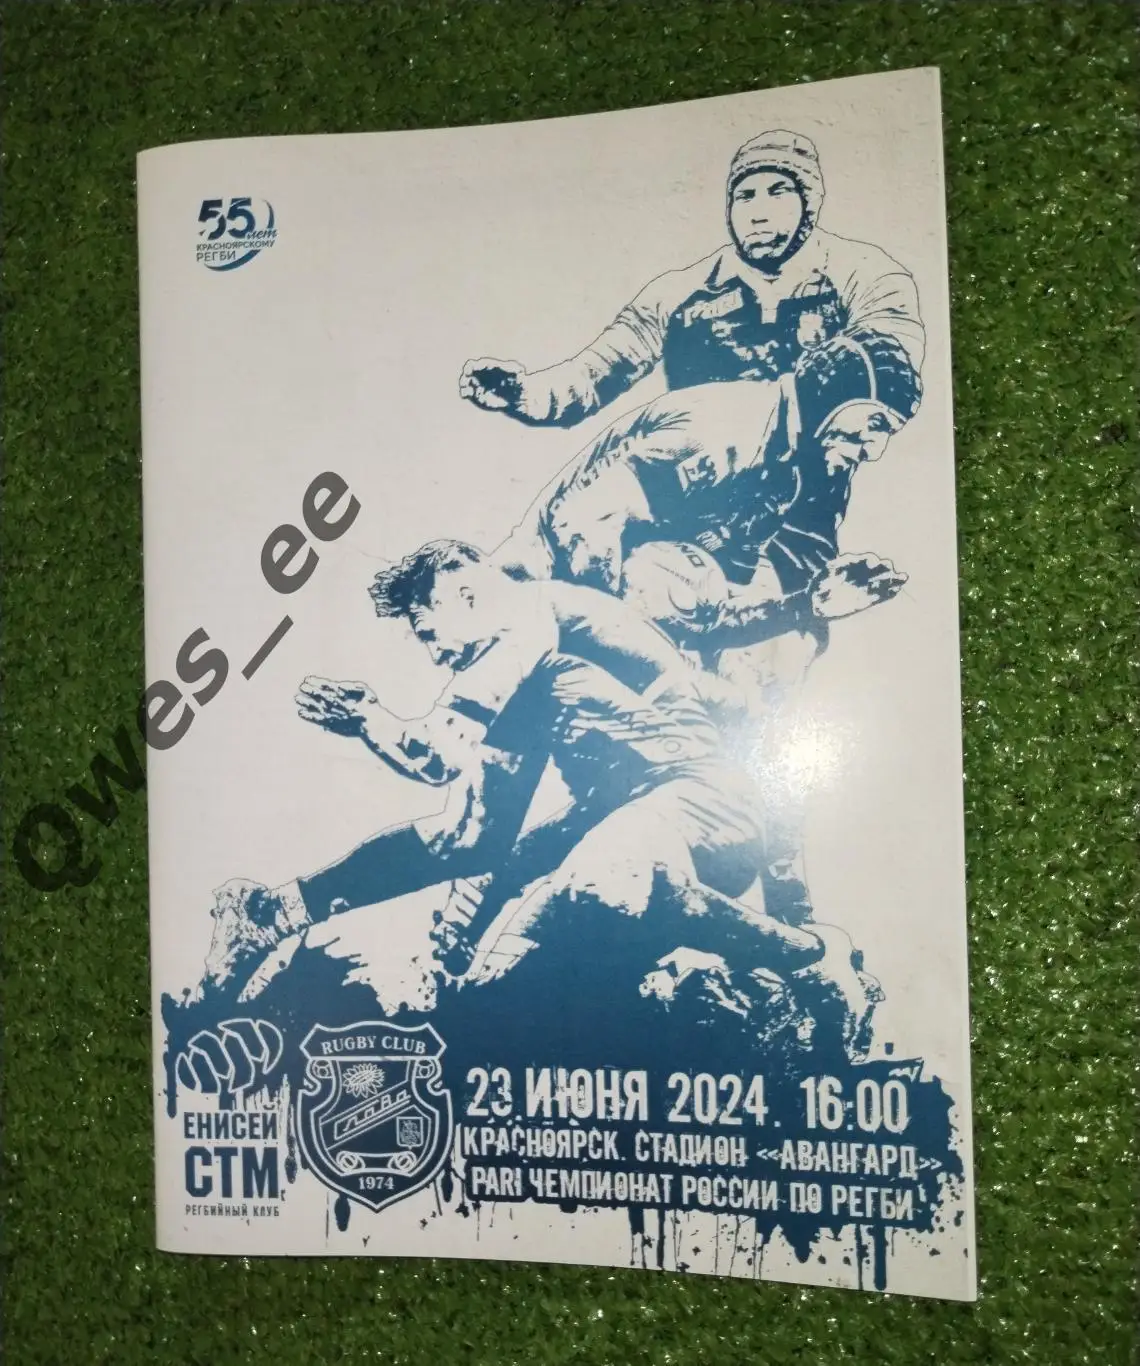 55 лет
КРАСНОЯРСКОМУ
РЕГБИ
PARI
Qwes_ee
RUGBY CLUB
СЛАВА
1974
ЕНИСЕЙ
СТМ
РЕГБИЙНЫЙ КЛУБ
23 ИЮНЯ 2024. 16:00
КРАСНОЯРСК. СТАДИОН «АВАНГАРД»
PARI ЧЕМПИОНАТ РОССИИ ПО РЕГБИ